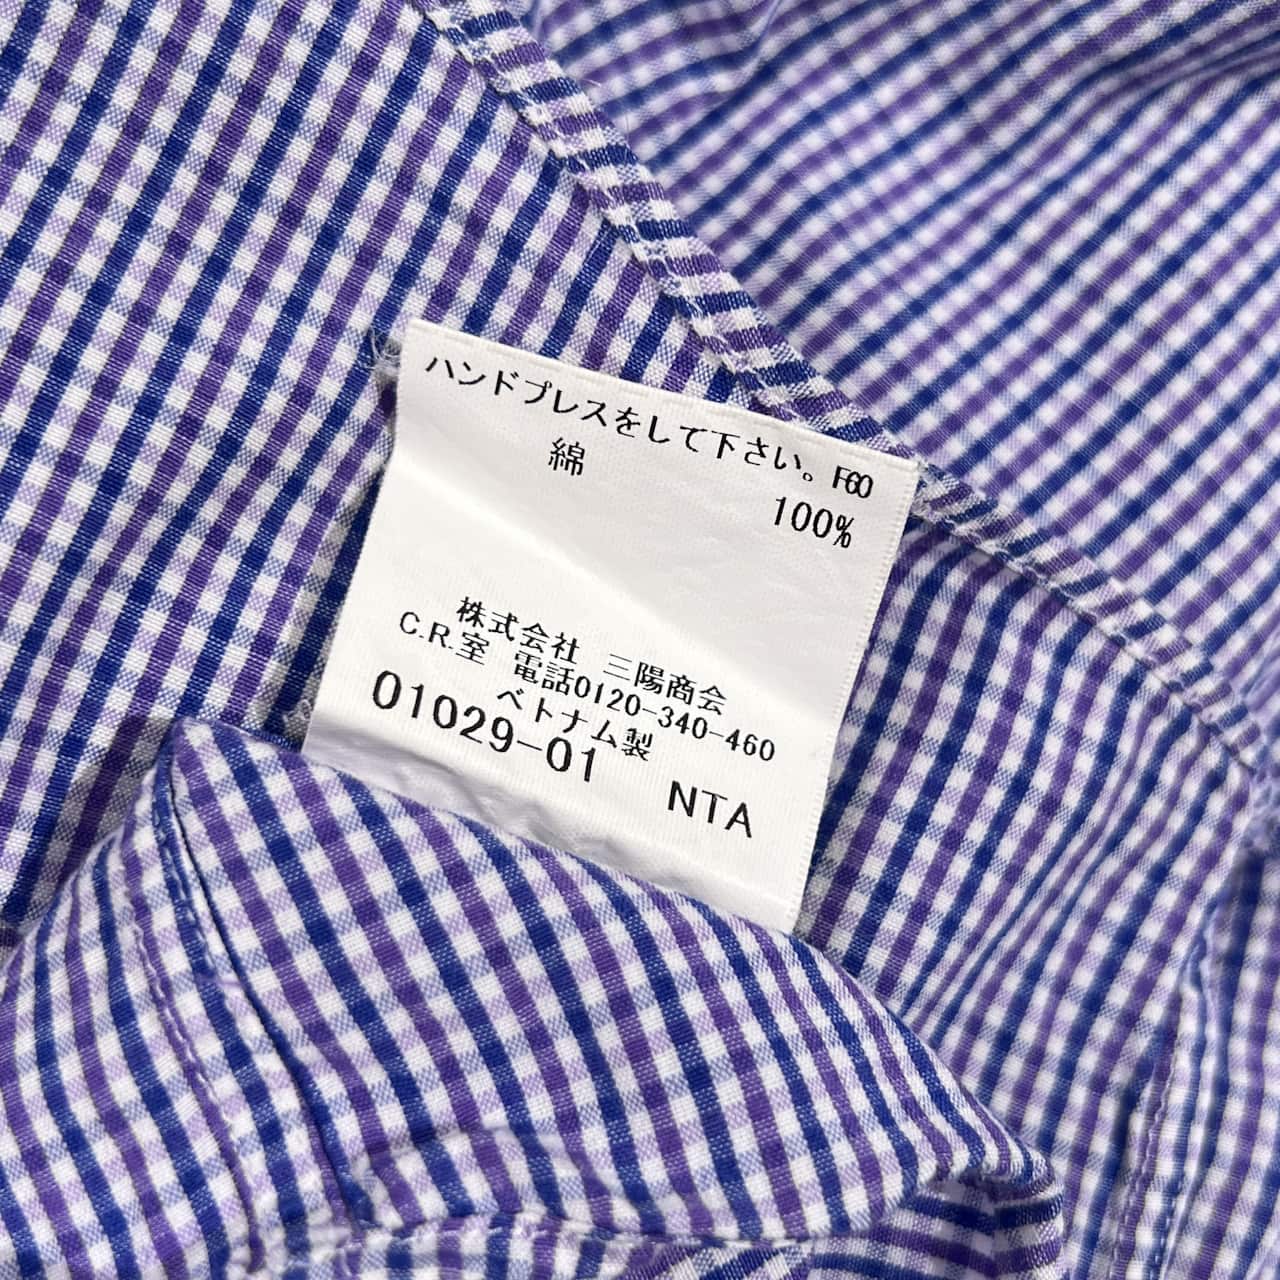 ハンドプレスをして下さい。F60
綿 100%
株式会社 三陽商会
C.R.室 電話0120-340-460
ベトナム製
01029-01 NTA